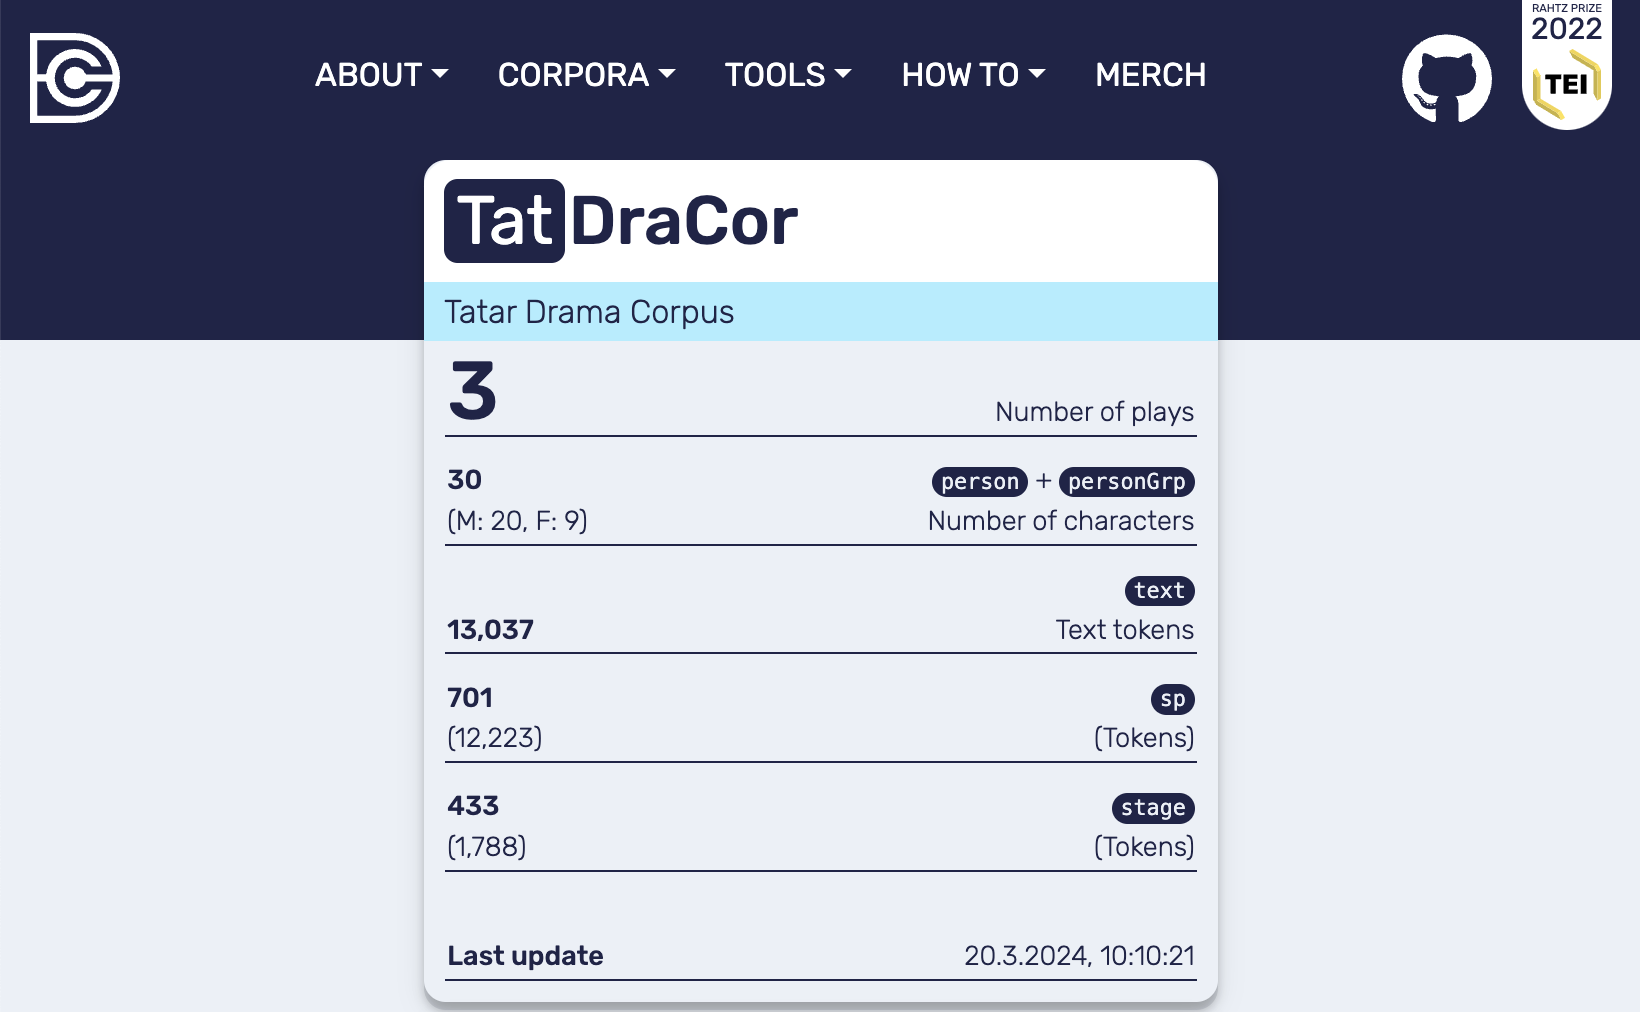 RAHTZ PRIZE
2022
TEI
ABOUT CORPORA TOOLS HOW TO MERCH
TatDraCor
Tatar Drama Corpus
3 Number of plays
30 person + personGrp
(M: 20, F: 9) Number of characters
text
13,037 Text tokens
701 sp
(12,223) (Tokens)
433 stage
(1,788) (Tokens)
Last update 20.3.2024, 10:10:21